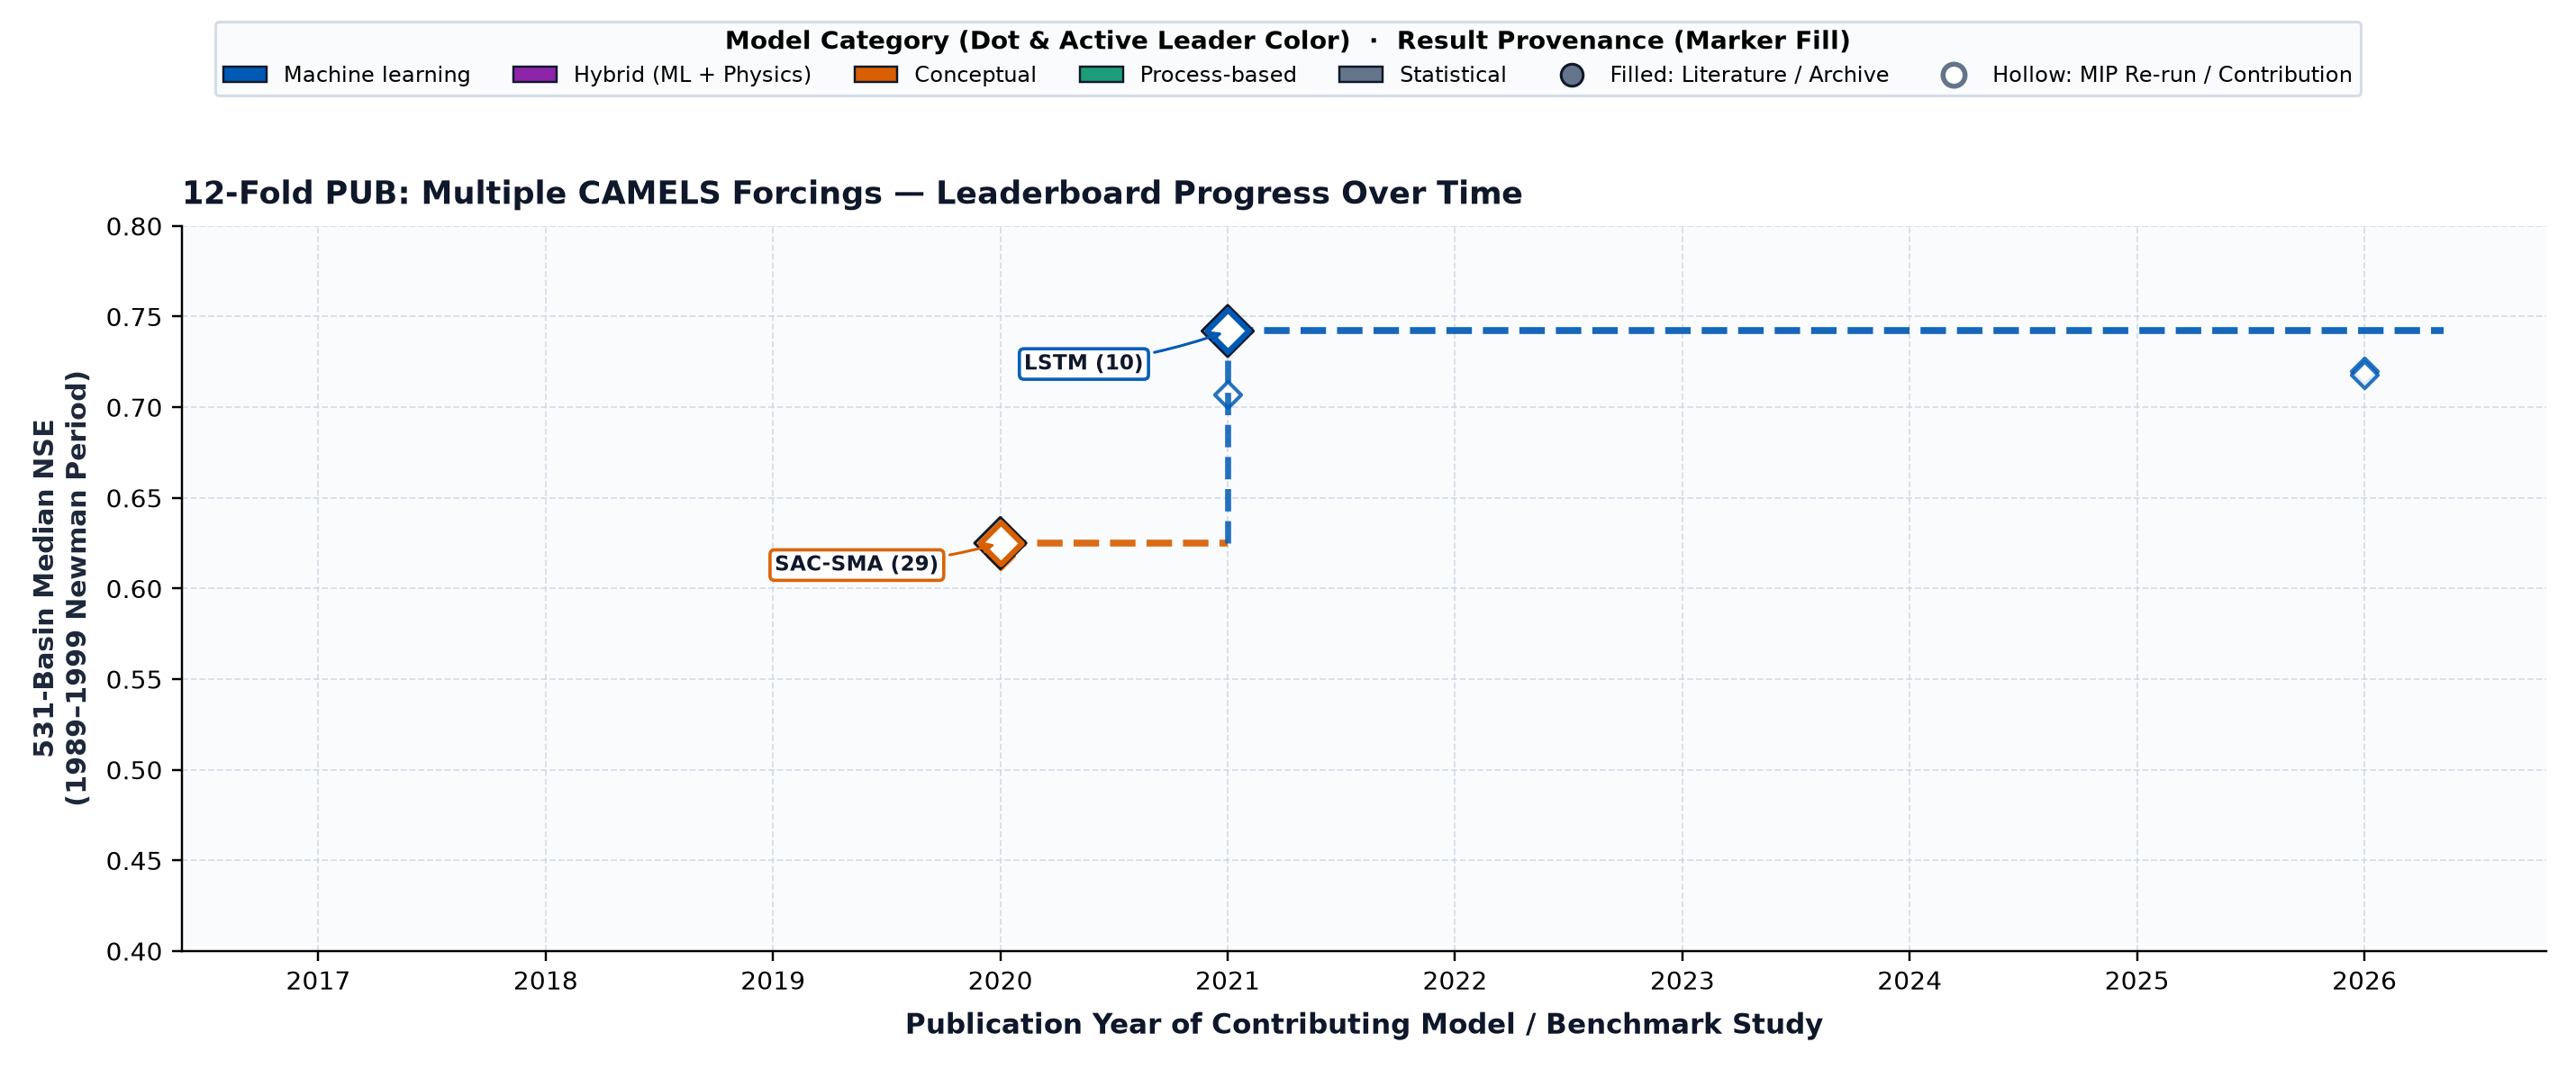 Model Category (Dot & Active Leader Color)  ·  Result Provenance (Marker Fill)
Machine learning  Hybrid (ML + Physics)  Conceptual  Process-based  Statistical  Filled: Literature / Archive  Hollow: MIP Re-run / Contribution
12-Fold PUB: Multiple CAMELS Forcings — Leaderboard Progress Over Time
531-Basin Median NSE
(1989–1999 Newman Period)
0.80
0.75
0.70
0.65
0.60
0.55
0.50
0.45
0.40
LSTM (10)
SAC-SMA (29)
2017  2018  2019  2020  2021  2022  2023  2024  2025  2026
Publication Year of Contributing Model / Benchmark Study